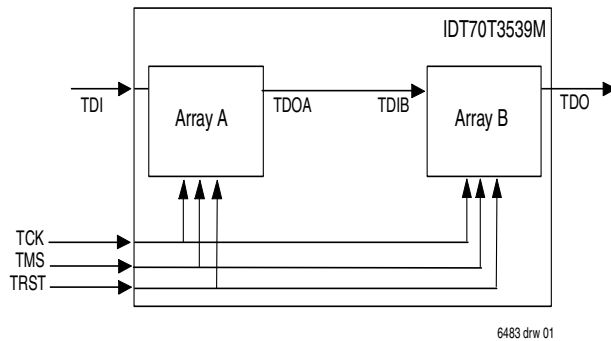 IDT70T3539M
TDI
Array A
TDOA
TDIB
Array B
TDO
TCK
TMS
TRST
6483 drw 01